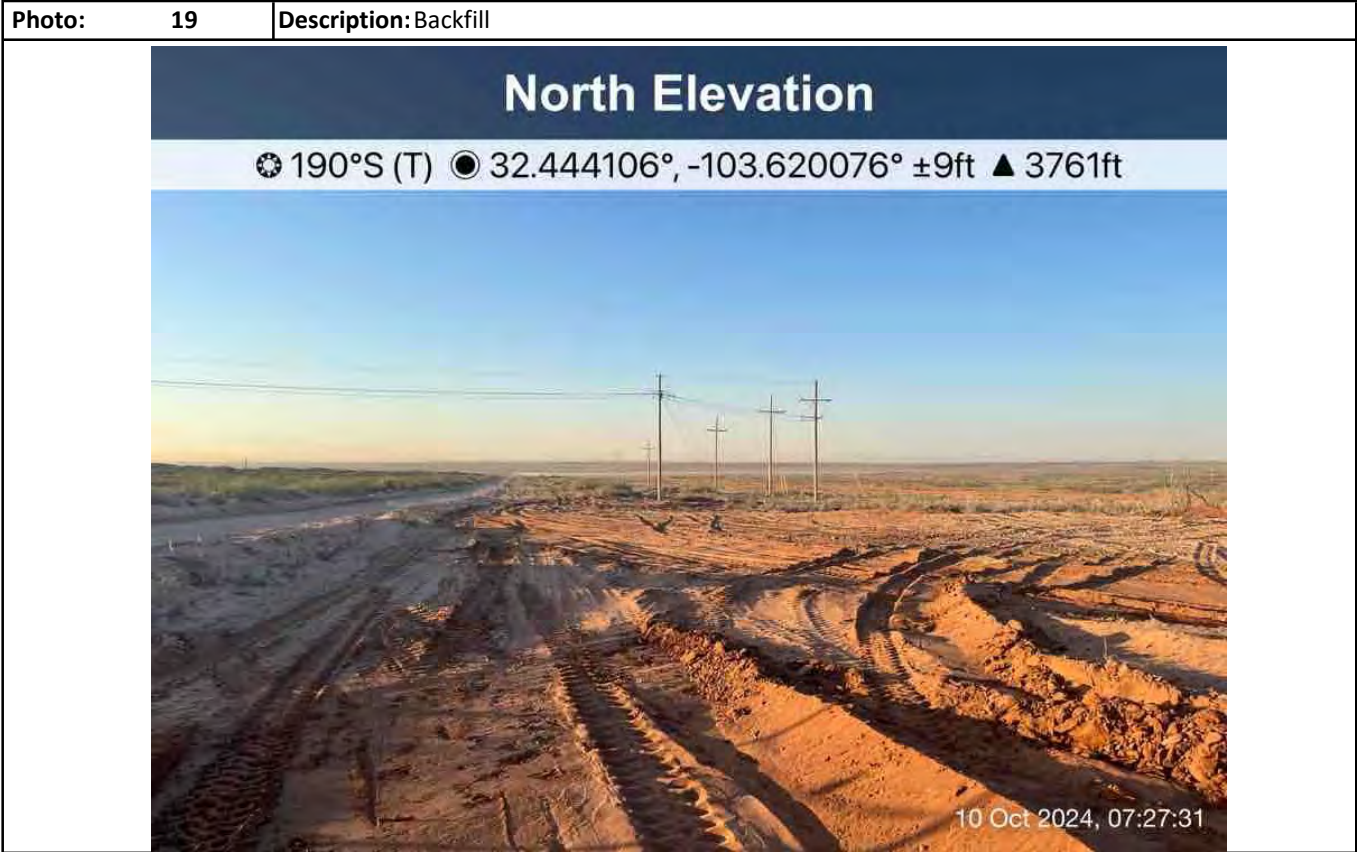 Photo: 19 Description: Backfill
North Elevation
190°S (T) 32.444106°, -103.620076° ±9ft ▲ 3761ft
10 Oct 2024, 07:27:31